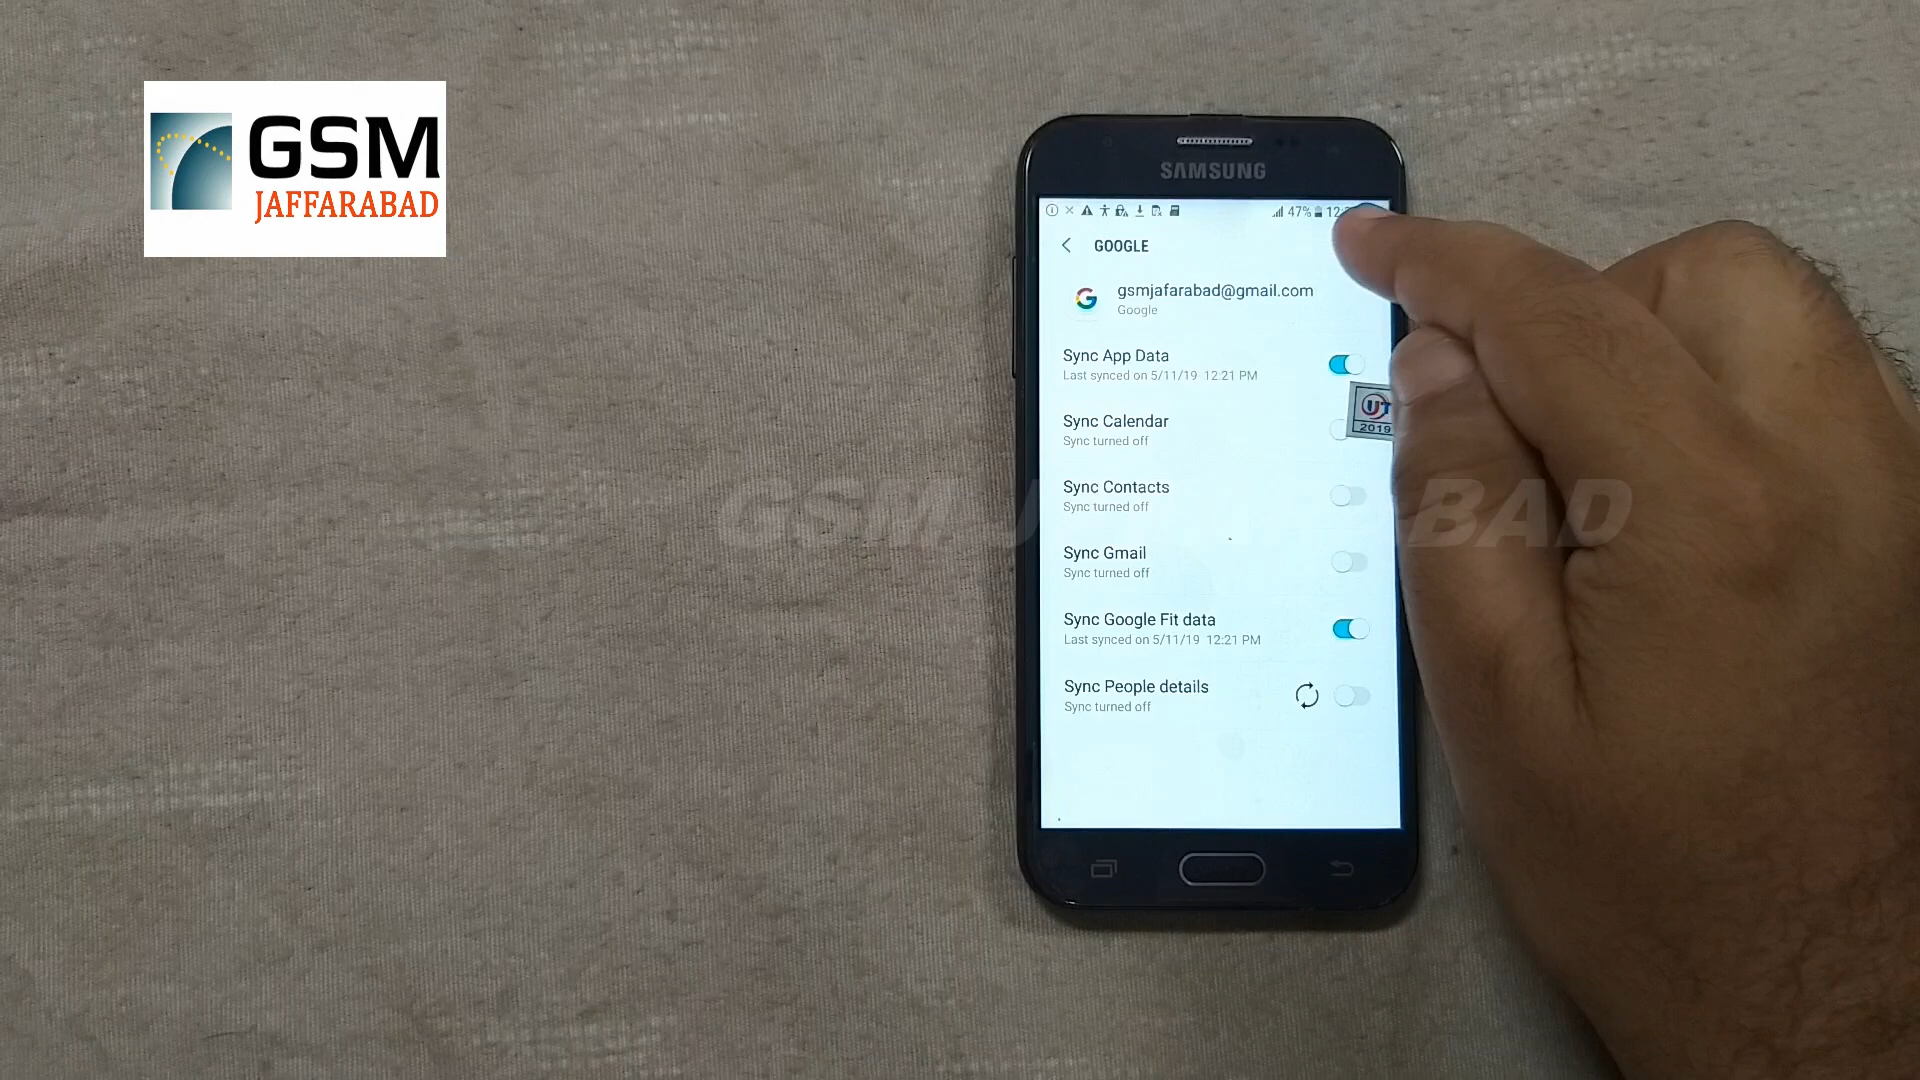 GSM
JAFFARABAD
SAMSUNG
47%
GOOGLE
gsmjafarabad@gmail.com
Google
Sync App Data
Last synced on 5/11/19 12:21 PM
Sync Calendar
Sync turned off
UT
2019
Sync Contacts
Sync turned off
Sync Gmail
Sync turned off
Sync Google Fit data
Last synced on 5/11/19 12:21 PM
Sync People details
Sync turned off